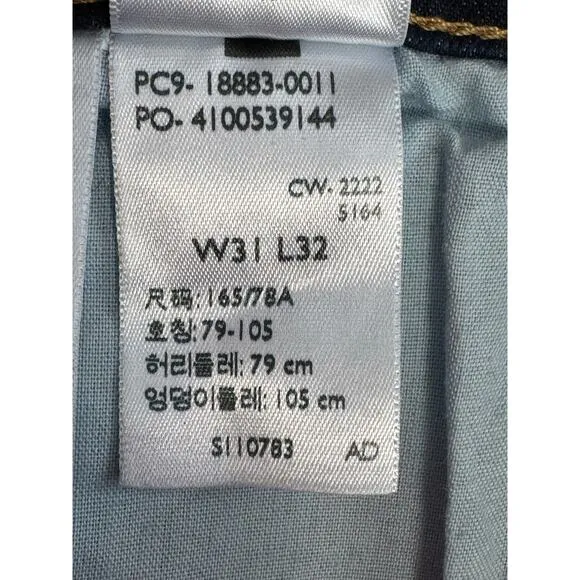 PC9- 18883-0011
PO- 4100539144
CW- 2222
5164
W31 L32
尺码: 165/78A
호칭: 79-105
허리둘레: 79 cm
엉덩이둘레: 105 cm
S110783 AD